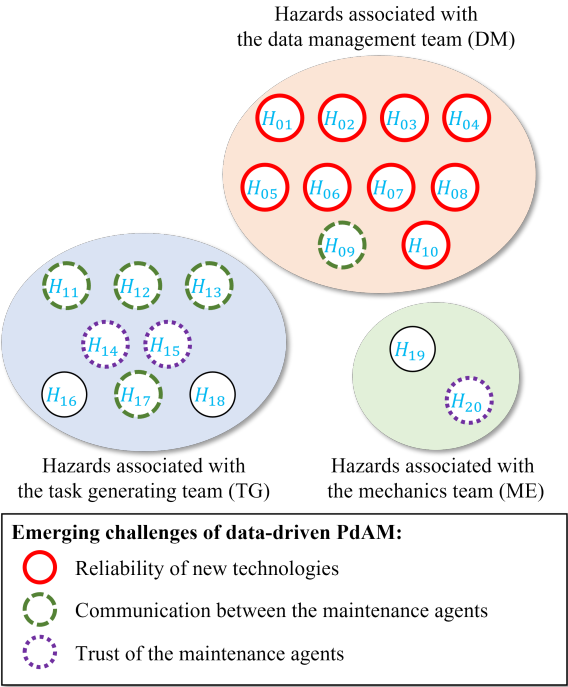 Hazards associated with
the data management team (DM)
H01 H02 H03 H04
H05 H06 H07 H08
H09 H10
H11 H12 H13
H14 H15
H16 H17 H18
Hazards associated with
the task generating team (TG)
H19
H20
Hazards associated with
the mechanics team (ME)
Emerging challenges of data-driven PdAM:
Reliability of new technologies
Communication between the maintenance agents
Trust of the maintenance agents